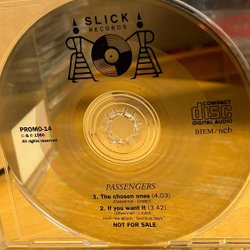 SLICK
RECORDS
PROMO-14
© & ℗ 1996
All rights reserved
COMPACT
disc
DIGITAL AUDIO
BIEM / ncb
PASSENGERS
1. The chosen ones (4.03)
2. If you want it (3.42)
NOT FOR SALE